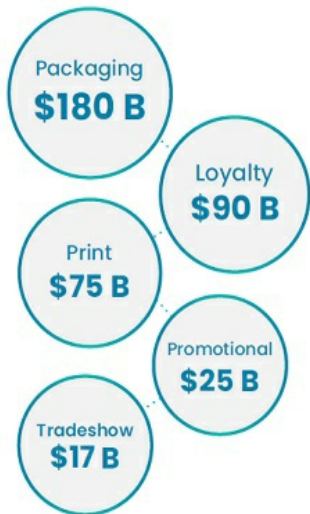 Packaging
$180 B
Loyalty
$90 B
Print
$75 B
Promotional
$25 B
Tradeshow
$17 B